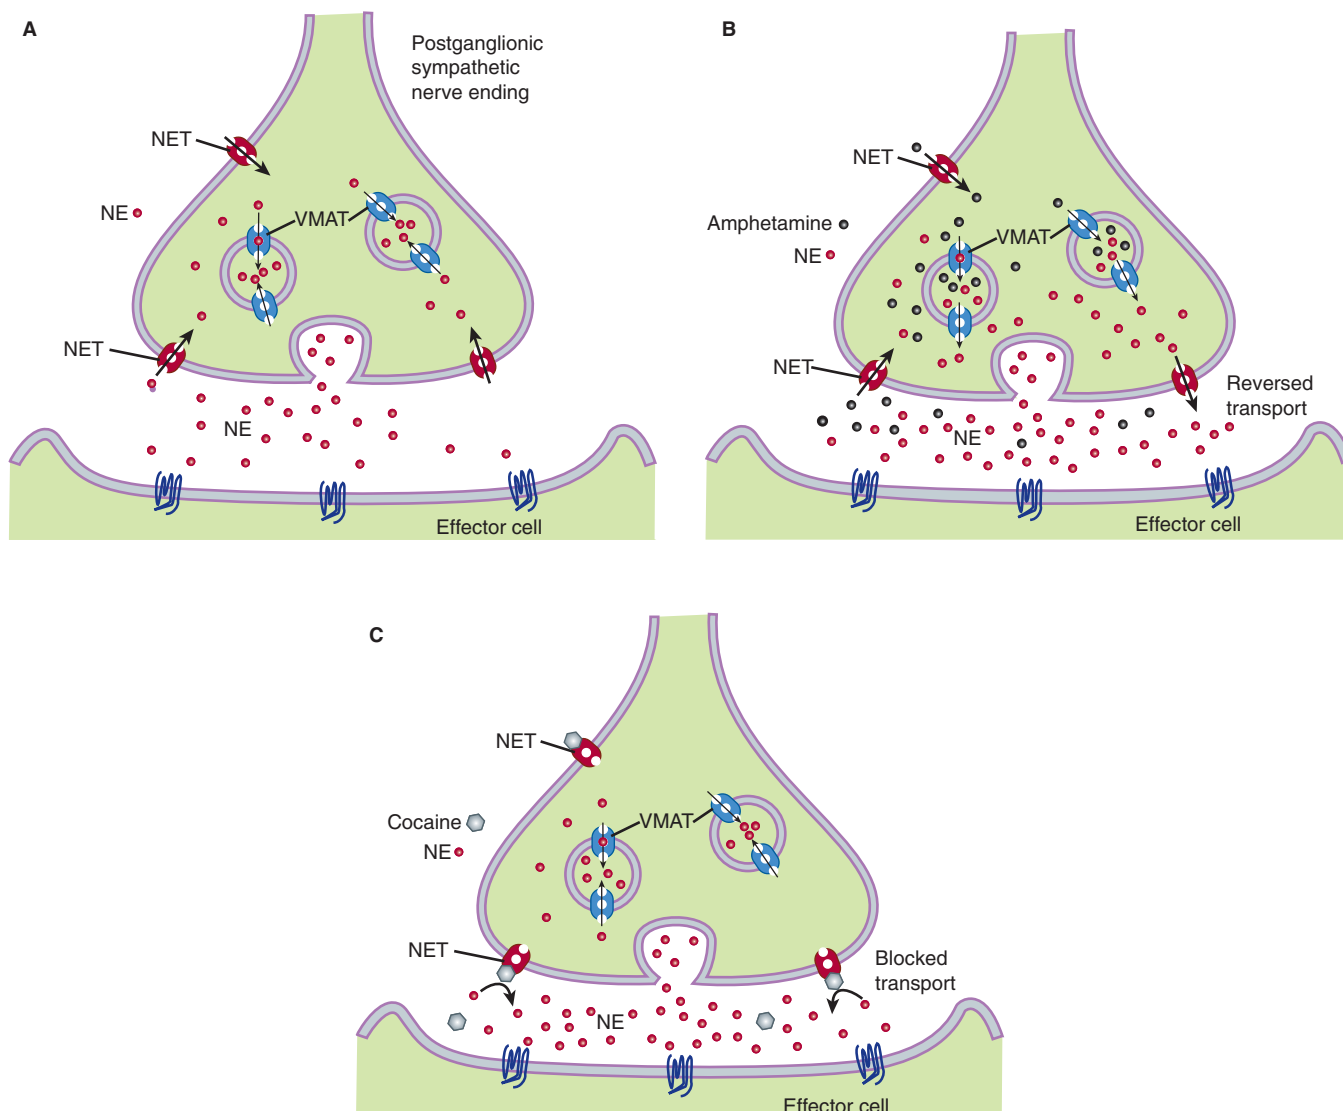 A
Postganglionic
sympathetic
nerve ending
NET
NE
VMAT
NET
NE
Effector cell
B
NET
Amphetamine
NE
VMAT
NET
Reversed
transport
NE
Effector cell
C
NET
Cocaine
NE
VMAT
NET
Blocked
transport
NE
Effector cell